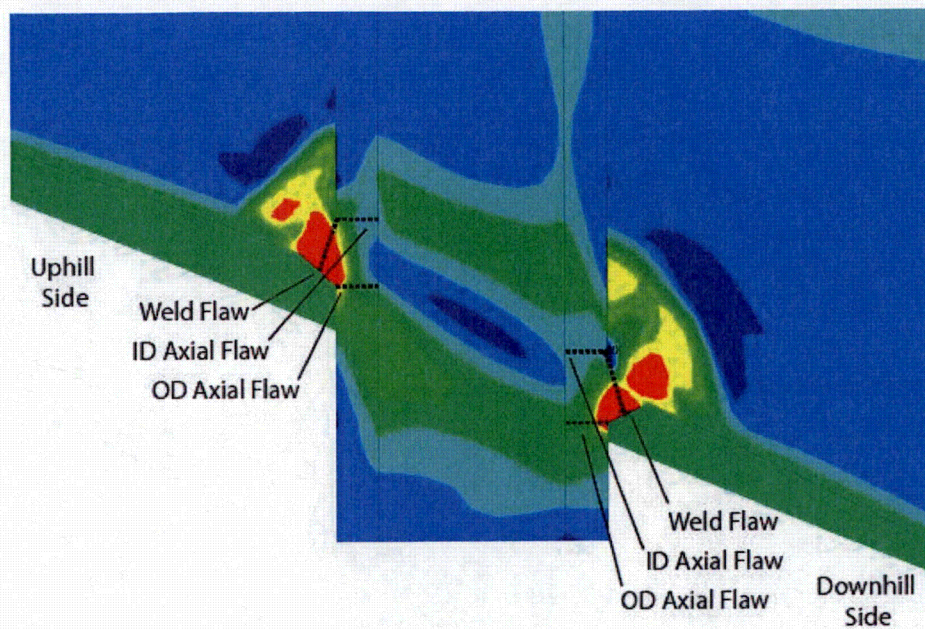 Uphill
Side
Weld Flaw
ID Axial Flaw
OD Axial Flaw
Weld Flaw
ID Axial Flaw
OD Axial Flaw
Downhill
Side